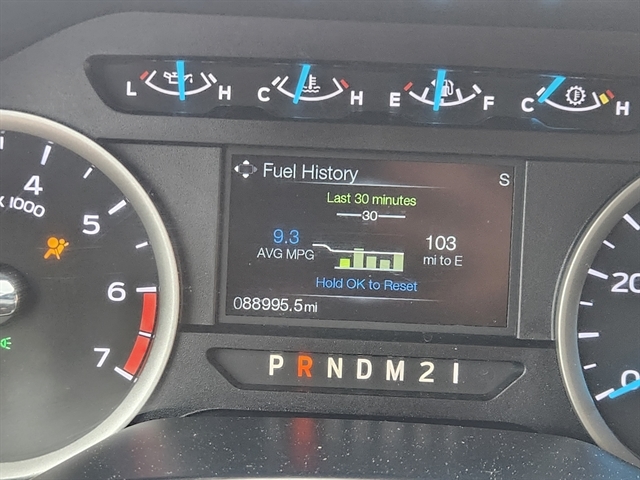 L H C H E F C H
Fuel History S
Last 30 minutes
30
9.3 103
AVG MPG mi to E
Hold OK to Reset
088995.5mi
P R N D M 2 1
4
x 1000
5
6
7
20
0